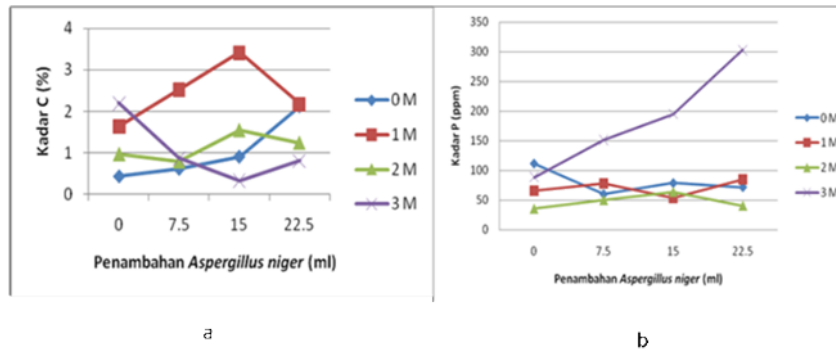 Kadar C (%)
4
3
2
1
0
0 7.5 15 22.5
Penambahan Aspergillus niger (ml)
0 M
1 M
2 M
3 M
a
Kadar P (ppm)
350
300
250
200
150
100
50
0
0 7.5 15 22.5
Penambahan Aspergillus niger (ml)
0 M
1 M
2 M
3 M
b